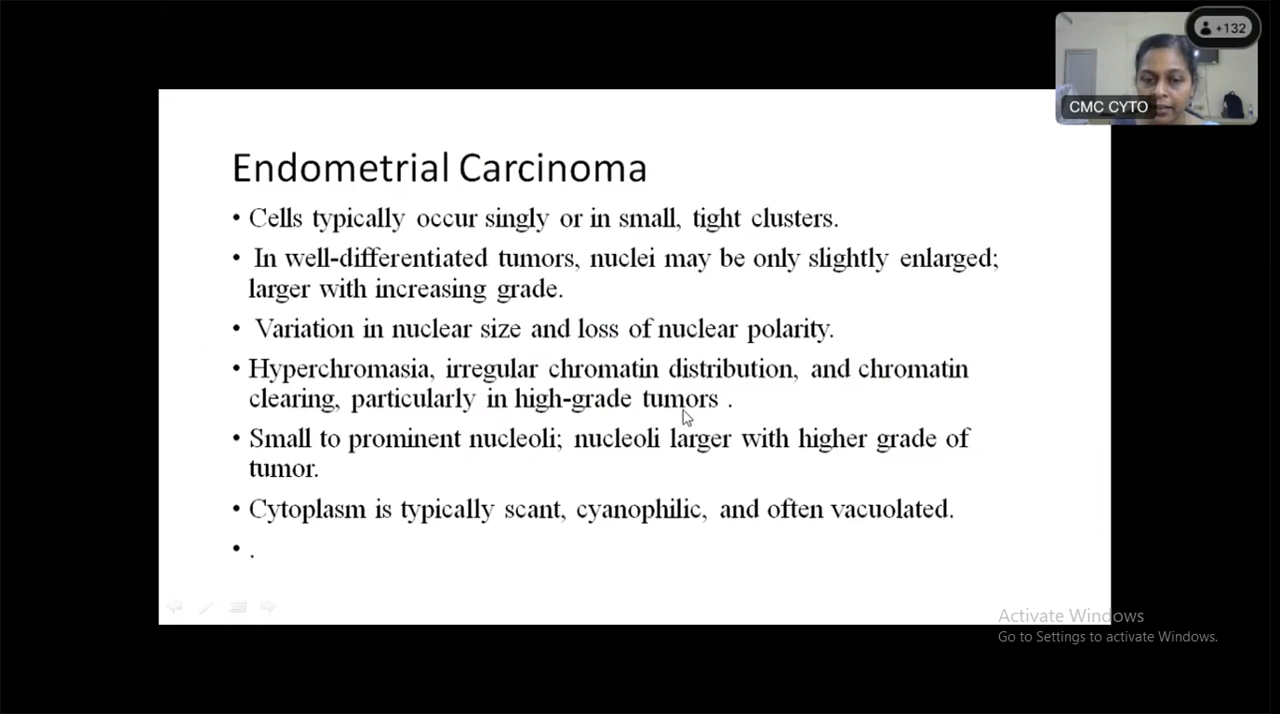 +132
CMC CYTO
Endometrial Carcinoma
• Cells typically occur singly or in small, tight clusters.
• In well-differentiated tumors, nuclei may be only slightly enlarged;
larger with increasing grade.
• Variation in nuclear size and loss of nuclear polarity.
• Hyperchromasia, irregular chromatin distribution, and chromatin
clearing, particularly in high-grade tumors .
• Small to prominent nucleoli; nucleoli larger with higher grade of
tumor.
• Cytoplasm is typically scant, cyanophilic, and often vacuolated.
• .
Activate Windows
Go to Settings to activate Windows.